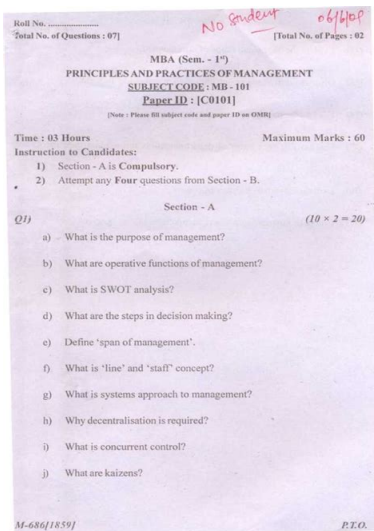 No Student 06/6/08
Roll No. ......................
Total No. of Questions : 07] [Total No. of Pages : 02
MBA (Sem. - 1st)
PRINCIPLES AND PRACTICES OF MANAGEMENT
SUBJECT CODE : MB - 101
Paper ID : [C0101]
[Note : Please fill subject code and paper ID on OMR]
Time : 03 Hours Maximum Marks : 60
Instruction to Candidates:
1) Section - A is Compulsory.
2) Attempt any Four questions from Section - B.
Section - A
Q1) (10 × 2 = 20)
a) What is the purpose of management?
b) What are operative functions of management?
c) What is SWOT analysis?
d) What are the steps in decision making?
e) Define 'span of management'.
f) What is 'line' and 'staff' concept?
g) What is systems approach to management?
h) Why decentralisation is required?
i) What is concurrent control?
j) What are kaizens?
M-686[1859] P.T.O.